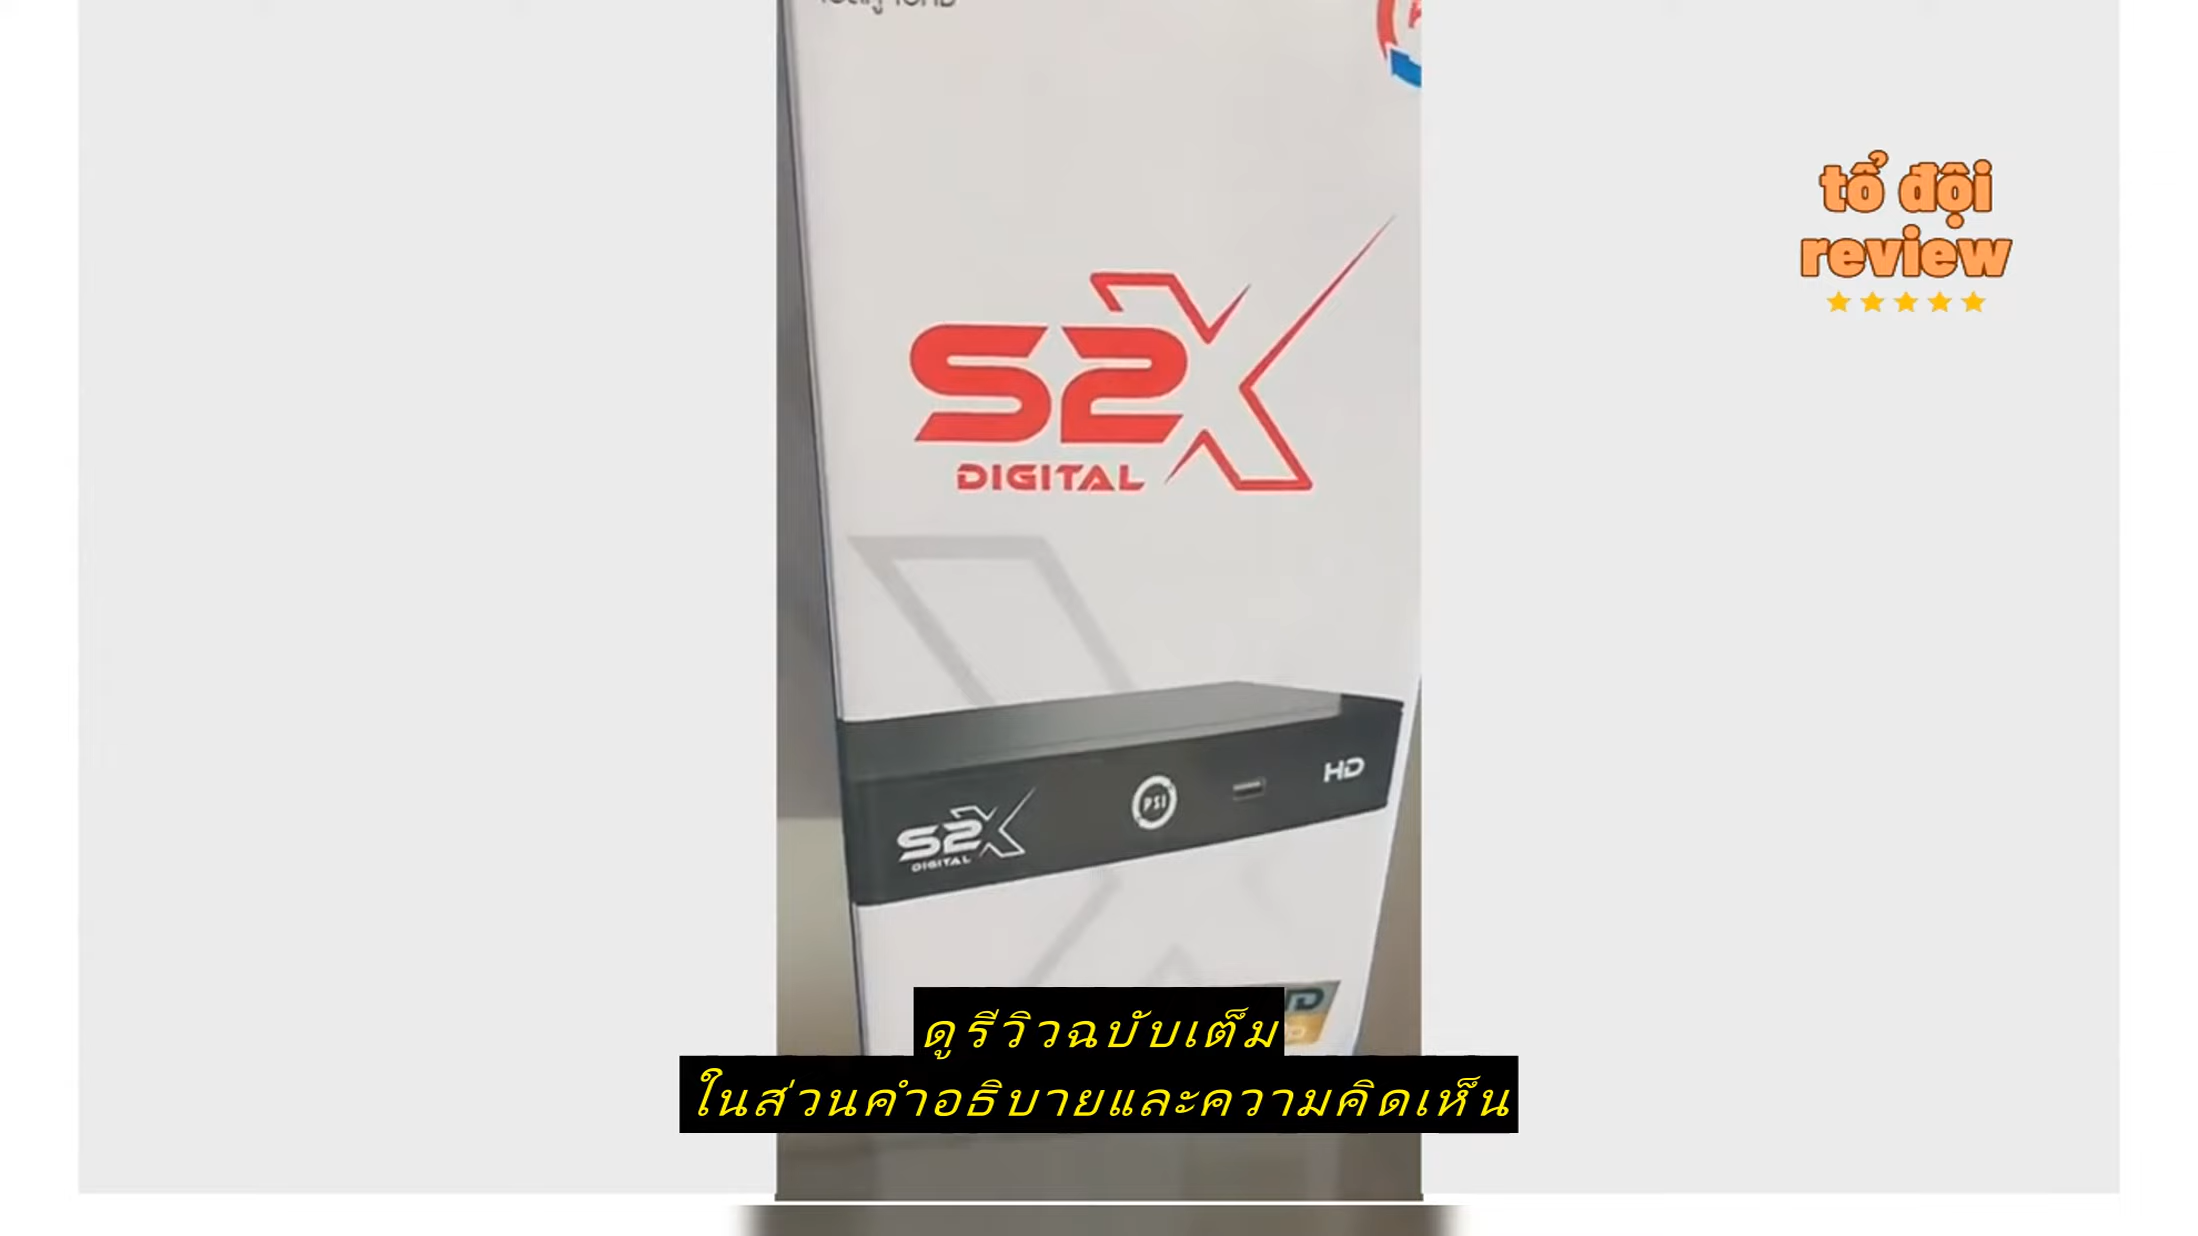 tổ đội
review
S2X
DIGITAL
S2X
DIGITAL
PSI
HD
ดูรีวิวฉบับเต็ม
ในส่วนคำอธิบายและความคิดเห็น